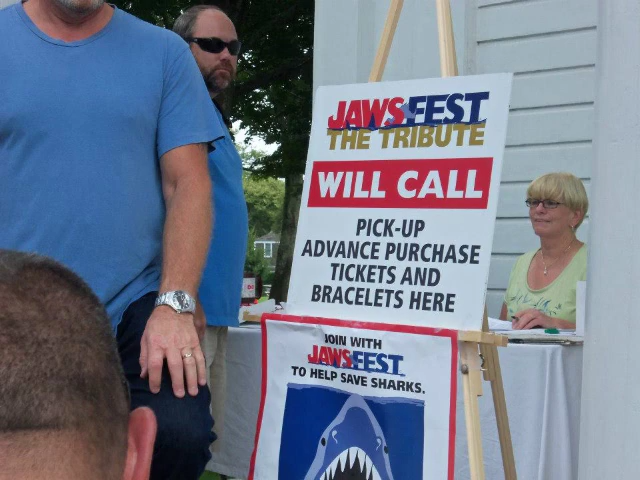 JAWSFEST
THE TRIBUTE
WILL CALL
PICK-UP
ADVANCE PURCHASE
TICKETS AND
BRACELETS HERE
JOIN WITH
JAWSFEST
TO HELP SAVE SHARKS.